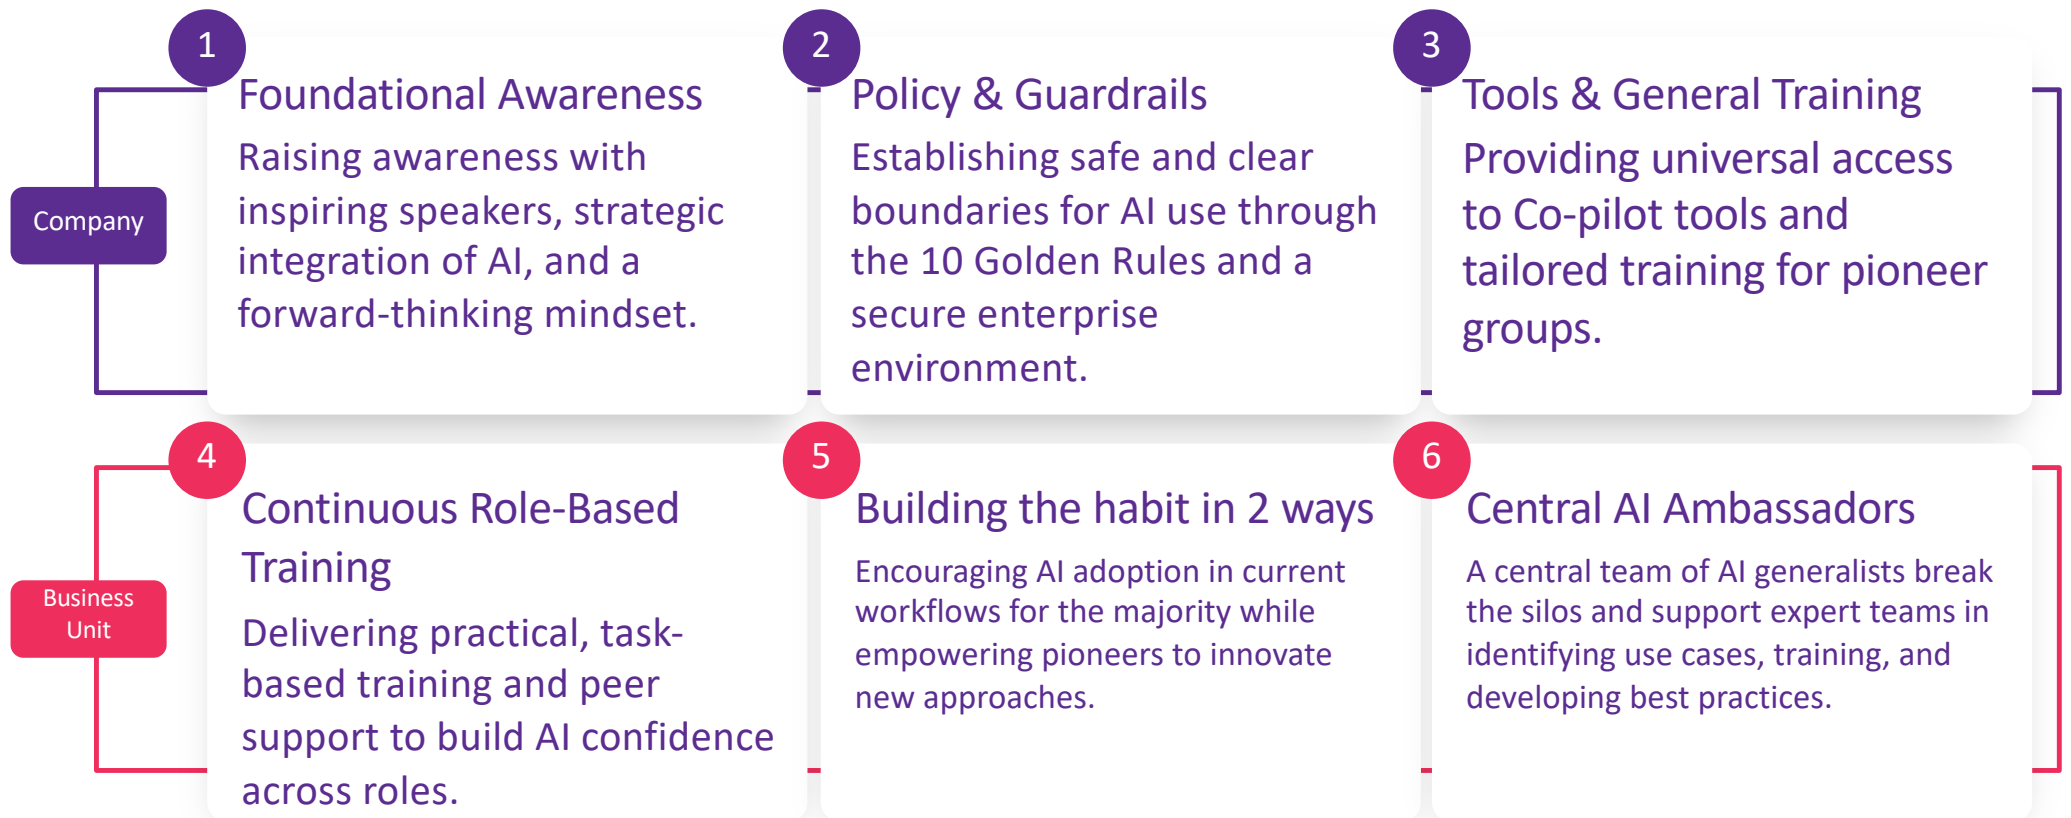 1
Foundational Awareness
Raising awareness with
inspiring speakers, strategic
integration of AI, and a
forward-thinking mindset.
2
Policy & Guardrails
Establishing safe and clear
boundaries for AI use through
the 10 Golden Rules and a
secure enterprise
environment.
3
Tools & General Training
Providing universal access
to Co-pilot tools and
tailored training for pioneer
groups.
Company
4
Continuous Role-Based
Training
Delivering practical, task-
based training and peer
support to build AI confidence
across roles.
5
Building the habit in 2 ways
Encouraging AI adoption in current
workflows for the majority while
empowering pioneers to innovate
new approaches.
6
Central AI Ambassadors
A central team of AI generalists break
the silos and support expert teams in
identifying use cases, training, and
developing best practices.
Business
Unit